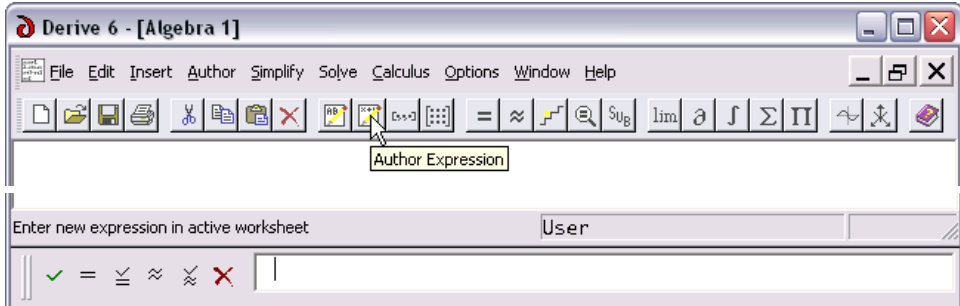 Derive 6 - [Algebra 1]
File Edit Insert Author Simplify Solve Calculus Options Window Help
= ≈ SUB lim ∂ ∫ ∑ ∏
Author Expression
Enter new expression in active worksheet User
= ≈